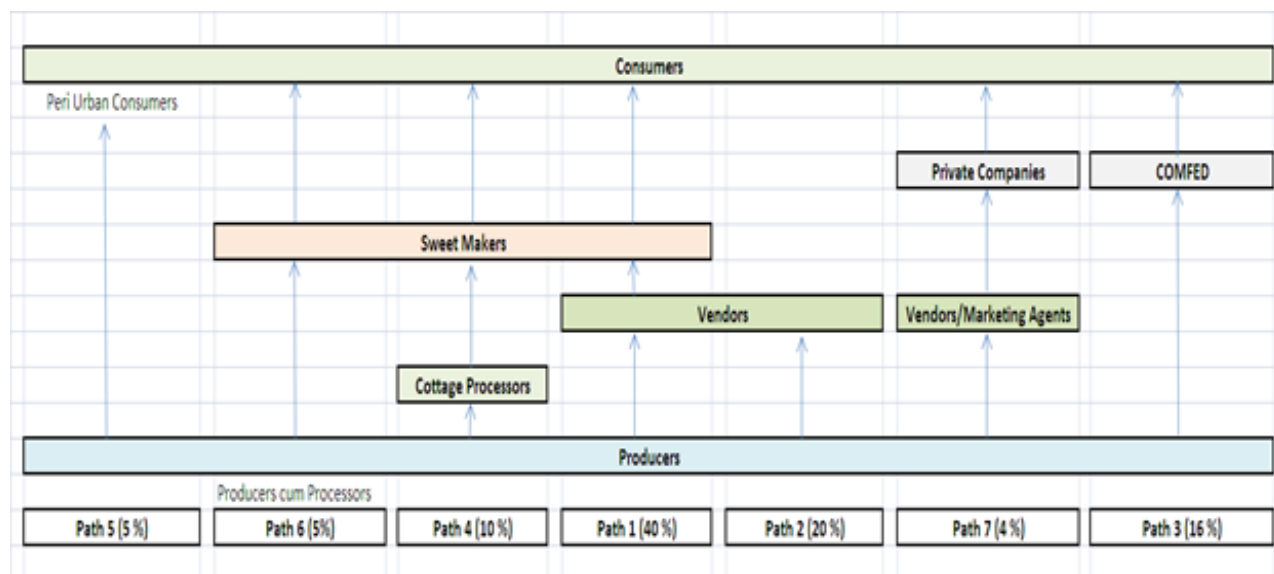 Consumers
Peri Urban Consumers
Private Companies
COMFED
Sweet Makers
Vendors
Vendors/Marketing Agents
Cottage Processors
Producers
Producers cum Processors
Path 5 (5 %)
Path 6 (5%)
Path 4 (10 %)
Path 1 (40 %)
Path 2 (20 %)
Path 7 (4 %)
Path 3 (16 %)